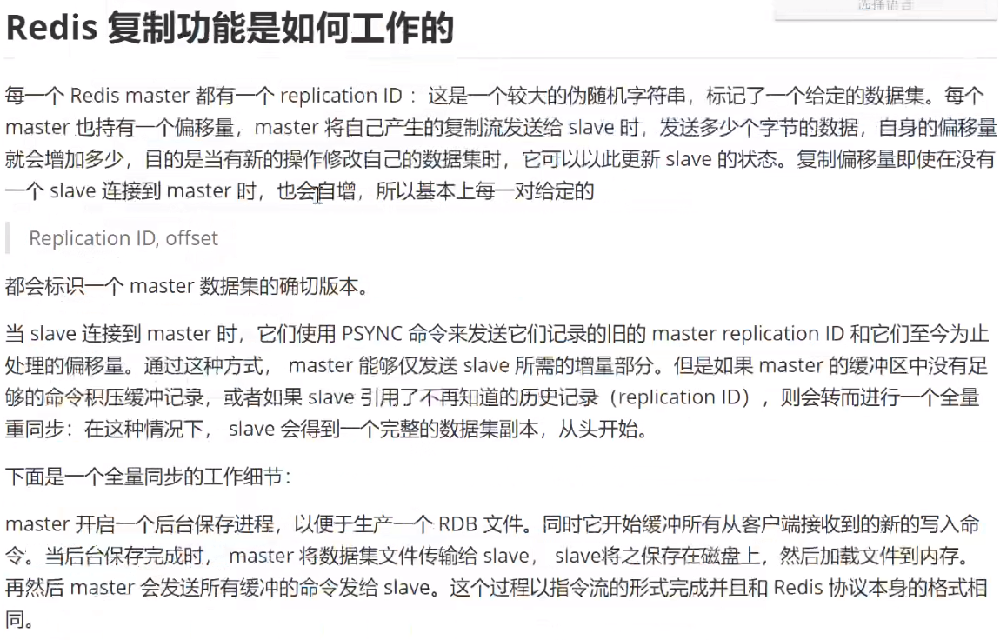 选择语言
Redis 复制功能是如何工作的
每一个 Redis master 都有一个 replication ID ：这是一个较大的伪随机字符串，标记了一个给定的数据集。每个
master 也持有一个偏移量，master 将自己产生的复制流发送给 slave 时，发送多少个字节的数据，自身的偏移量
就会增加多少，目的是当有新的操作修改自己的数据集时，它可以以此更新 slave 的状态。复制偏移量即使在没有
一个 slave 连接到 master 时，也会自增，所以基本上每一对给定的
Replication ID, offset
都会标识一个 master 数据集的确切版本。
当 slave 连接到 master 时，它们使用 PSYNC 命令来发送它们记录的旧的 master replication ID 和它们至今为止
处理的偏移量。通过这种方式， master 能够仅发送 slave 所需的增量部分。但是如果 master 的缓冲区中没有足
够的命令积压缓冲记录，或者如果 slave 引用了不再知道的历史记录（replication ID），则会转而进行一个全量
重同步：在这种情况下， slave 会得到一个完整的数据集副本，从头开始。
下面是一个全量同步的工作细节：
master 开启一个后台保存进程，以便于生产一个 RDB 文件。同时它开始缓冲所有从客户端接收到的新的写入命
令。当后台保存完成时， master 将数据集文件传输给 slave， slave将之保存在磁盘上，然后加载文件到内存。
再然后 master 会发送所有缓冲的命令发给 slave。这个过程以指令流的形式完成并且和 Redis 协议本身的格式相
同。